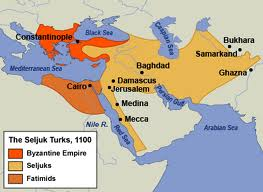 Black Sea
Constantinople
Caspian Sea
Bukhara
Samarkand
Mediterranean Sea
Baghdad
Damascus
Jerusalem
Ghazna
Cairo
Medina
Persian Gulf
Nile R.
Mecca
Red Sea
Arabian Sea
The Seljuk Turks, 1100
Byzantine Empire
Seljuks
Fatimids